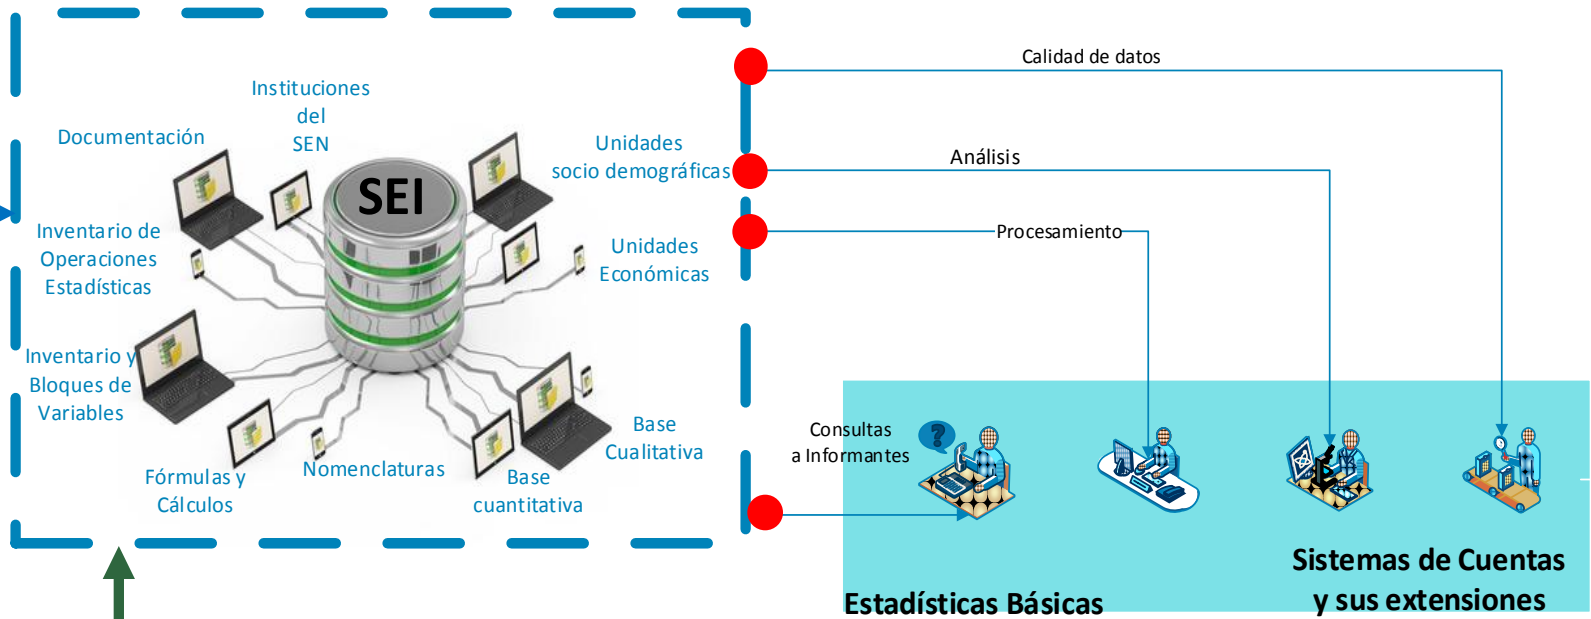 Calidad de datos
Instituciones
del
SEN
Documentación
Unidades
socio demográficas
Análisis
SEI
Procesamiento
Inventario de
Operaciones
Estadísticas
Unidades
Económicas
Inventario y
Bloques de
Variables
Base
Cualitativa
Consultas
a Informantes
?
Fórmulas y
Cálculos
Nomenclaturas
Base
cuantitativa
Sistemas de Cuentas
y sus extensiones
Estadísticas Básicas